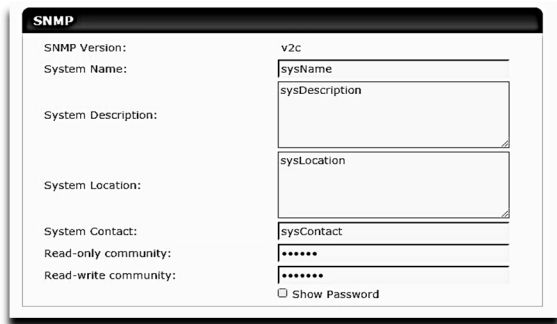 SNMP
SNMP Version: v2c
System Name: sysName
System Description: sysDescription
System Location: sysLocation
System Contact: sysContact
Read-only community: ••••••
Read-write community: •••••••
Show Password